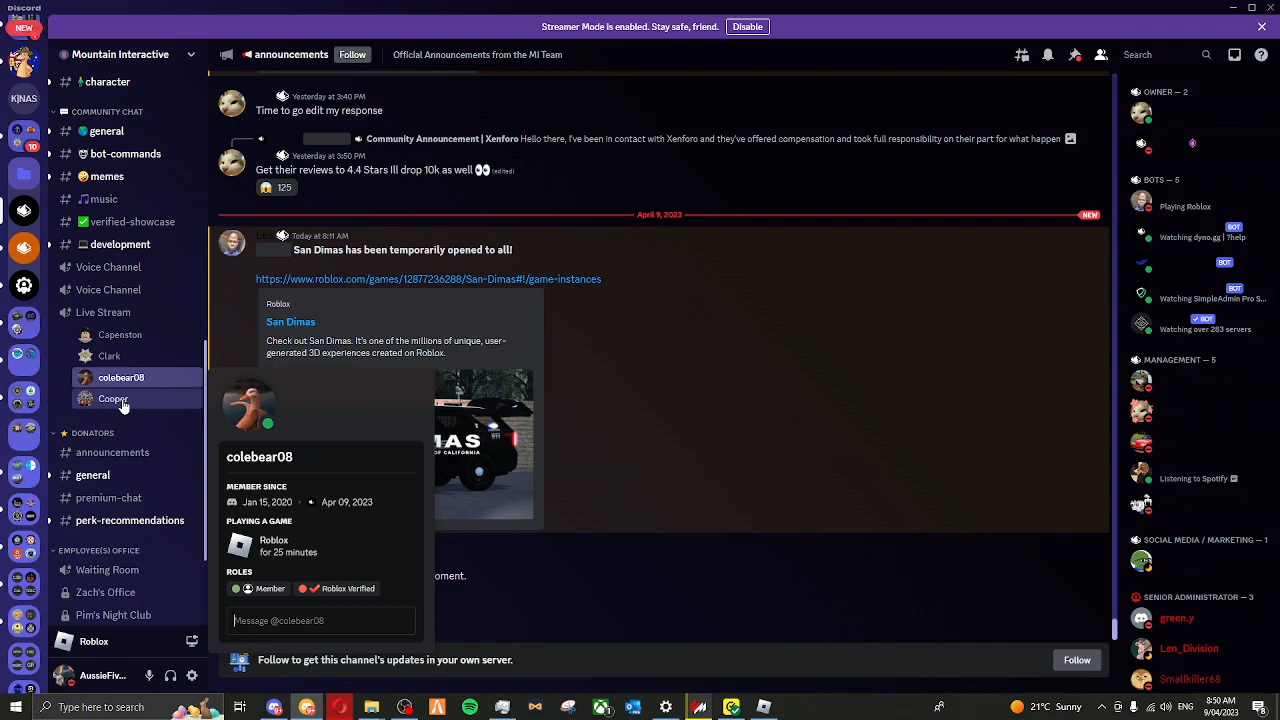 Discord
NEW
Streamer Mode is enabled. Stay safe, friend.
Disable
Mountain Interactive
announcements
Follow
Official Announcements from the MI Team
Search
character
COMMUNITY CHAT
general
bot-commands
memes
music
verified-showcase
development
Voice Channel
Voice Channel
Live Stream
Capenston
Clark
colebear08
Cooper
DONATORS
announcements
general
premium-chat
perk-recommendations
EMPLOYEE(S) OFFICE
Waiting Room
Zach's Office
Pim's Night Club
Roblox
AussieFiv...
K|NAS
10
Yesterday at 3:40 PM
Time to go edit my response
Community Announcement | Xenforo Hello there, I've been in contact with Xenforo and they've offered compensation and took full responsibility on their part for what happen
Yesterday at 3:50 PM
Get their reviews to 4.4 Stars Ill drop 10k as well (edited)
125
April 9, 2023
NEW
Today at 8:11 AM
San Dimas has been temporarily opened to all!
https://www.roblox.com/games/12877236288/San-Dimas#!/game-instances
Roblox
San Dimas
Check out San Dimas. It's one of the millions of unique, user-
generated 3D experiences created on Roblox.
MAS
OF CALIFORNIA
colebear08
MEMBER SINCE
Jan 15, 2020
Apr 09, 2023
PLAYING A GAME
Roblox
for 25 minutes
ROLES
Member
Roblox Verified
Message @colebear08
oment.
Follow to get this channel's updates in your own server.
Follow
OWNER — 2
BOTS — 5
Playing Roblox
BOT
Watching dyno.gg | ?help
BOT
BOT
Watching SimpleAdmin Pro S...
BOT
Watching over 283 servers
MANAGEMENT — 5
Listening to Spotify
SOCIAL MEDIA / MARKETING — 1
SENIOR ADMINISTRATOR — 3
green.y
Len_Division
Smallkiller68
Type here to search
21°C Sunny
ENG
8:50 AM
9/04/2023